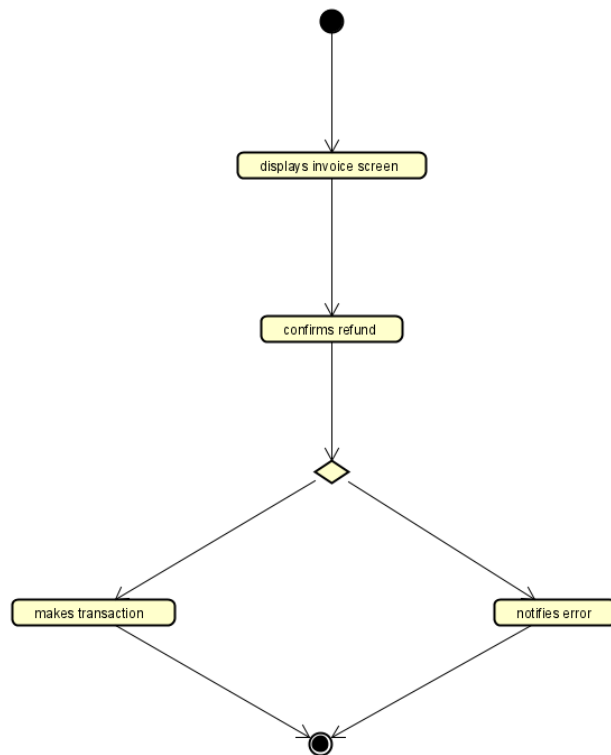 displays invoice screen
confirms refund
makes transaction
notifies error